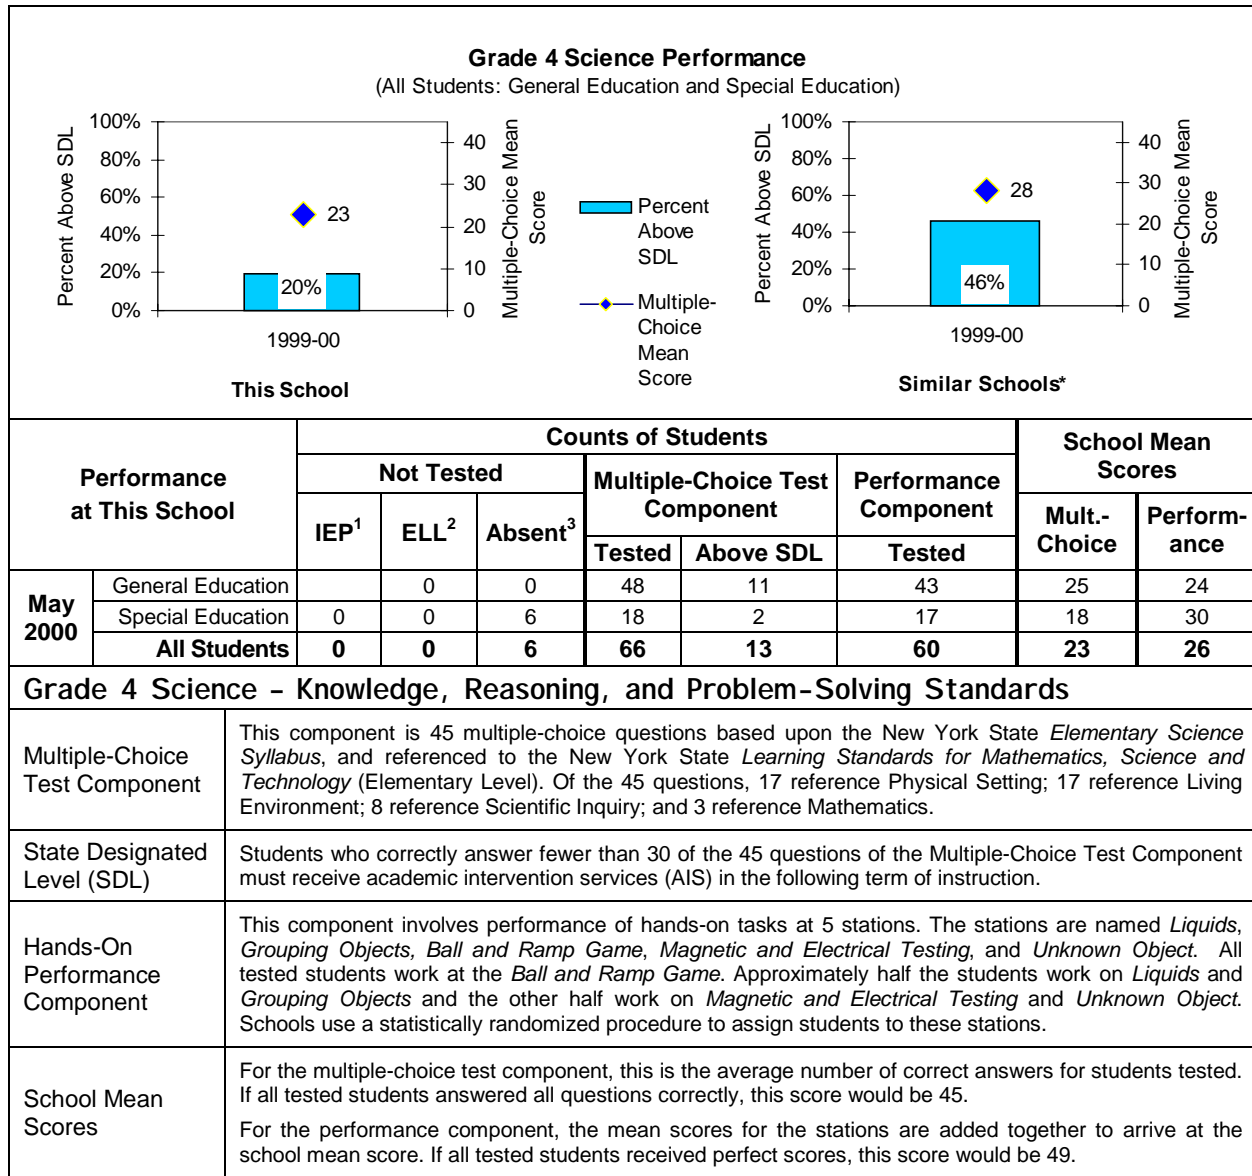 Grade 4 Science Performance
(All Students: General Education and Special Education)
Percent Above SDL
100%
80%
60%
40%
20%
0%
23
20%
1999-00
40
30
20
10
0
Multiple-Choice Mean
Score
This School
Percent
Above
SDL
Multiple-
Choice
Mean
Score
Percent Above SDL
100%
80%
60%
40%
20%
0%
28
46%
1999-00
40
30
20
10
0
Multiple-Choice Mean
Score
Similar Schools*
Performance
at This School
Counts of Students
School Mean
Scores
Not Tested
Multiple-Choice Test
Component
Performance
Component
IEP¹ ELL² Absent³
Mult.-
Choice
Perform-
ance
Tested Above SDL Tested
May
2000
General Education 0 0 48 11 43 25 24
Special Education 0 0 6 18 2 17 18 30
All Students 0 0 6 66 13 60 23 26
Grade 4 Science – Knowledge, Reasoning, and Problem-Solving Standards
Multiple-Choice
Test Component
This component is 45 multiple-choice questions based upon the New York State Elementary Science
Syllabus, and referenced to the New York State Learning Standards for Mathematics, Science and
Technology (Elementary Level). Of the 45 questions, 17 reference Physical Setting; 17 reference Living
Environment; 8 reference Scientific Inquiry; and 3 reference Mathematics.
State Designated
Level (SDL)
Students who correctly answer fewer than 30 of the 45 questions of the Multiple-Choice Test Component
must receive academic intervention services (AIS) in the following term of instruction.
Hands-On
Performance
Component
This component involves performance of hands-on tasks at 5 stations. The stations are named Liquids,
Grouping Objects, Ball and Ramp Game, Magnetic and Electrical Testing, and Unknown Object. All
tested students work at the Ball and Ramp Game. Approximately half the students work on Liquids and
Grouping Objects and the other half work on Magnetic and Electrical Testing and Unknown Object.
Schools use a statistically randomized procedure to assign students to these stations.
School Mean
Scores
For the multiple-choice test component, this is the average number of correct answers for students tested.
If all tested students answered all questions correctly, this score would be 45.
For the performance component, the mean scores for the stations are added together to arrive at the
school mean score. If all tested students received perfect scores, this score would be 49.